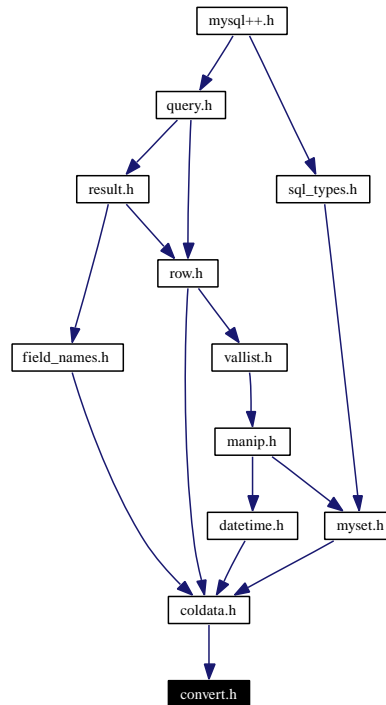 mysql++.h
query.h
result.h
sql_types.h
row.h
field_names.h
vallist.h
manip.h
datetime.h
myset.h
coldata.h
convert.h